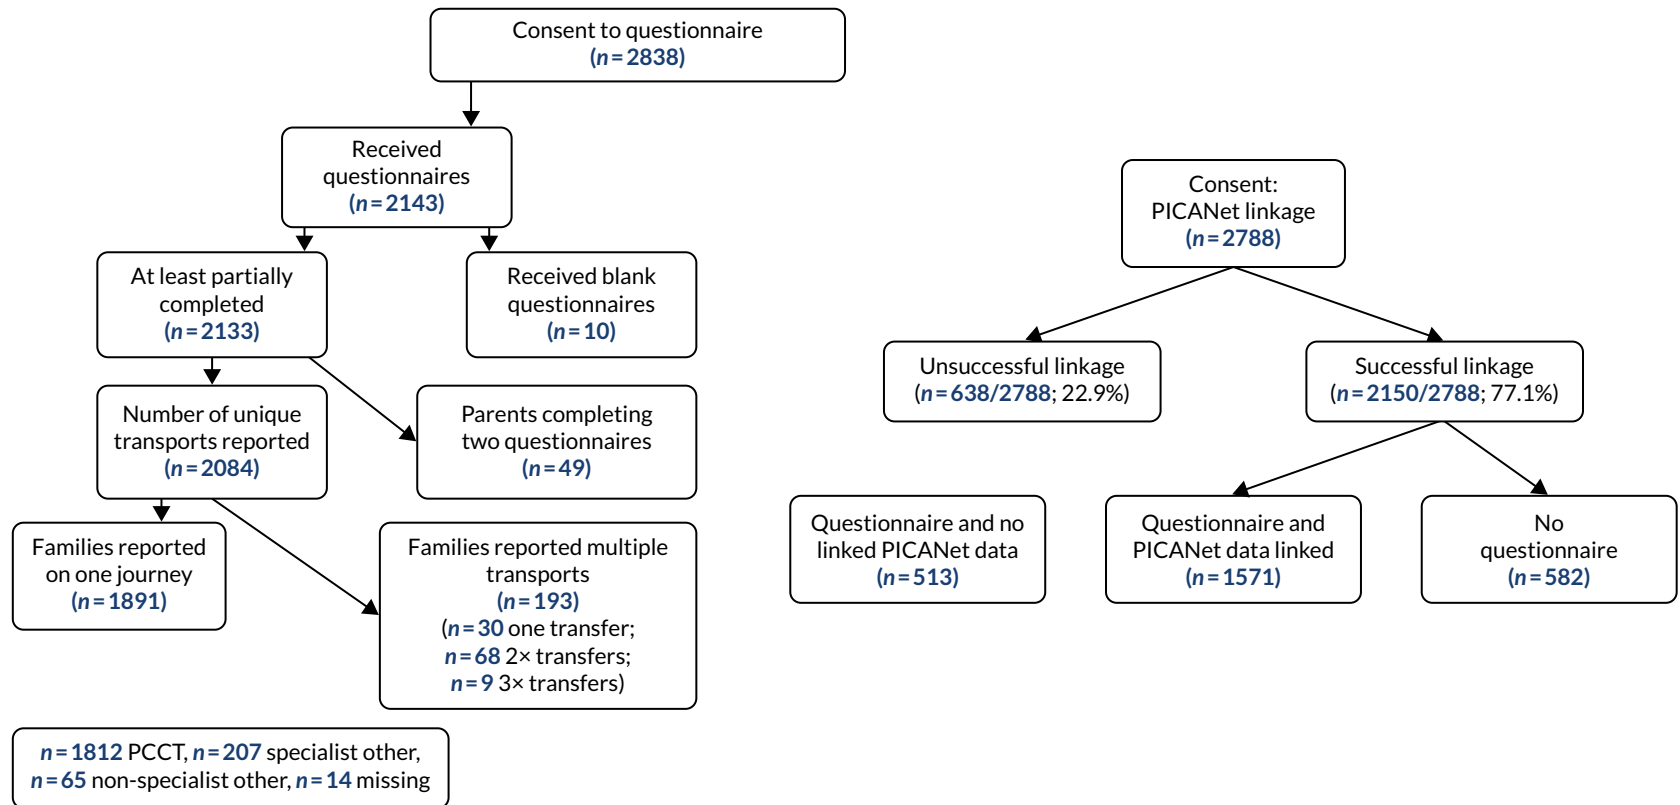 Consent to questionnaire
(n=2838)
Received
questionnaires
(n=2143)
At least partially
completed
(n=2133)
Received blank
questionnaires
(n=10)
Number of unique
transports reported
(n=2084)
Parents completing
two questionnaires
(n=49)
Families reported
on one journey
(n=1891)
Families reported multiple
transports
(n=193)
(n=30 one transfer;
n=68 2× transfers;
n=9 3× transfers)
n=1812 PCCT, n=207 specialist other,
n=65 non-specialist other, n=14 missing
Consent:
PICANet linkage
(n=2788)
Unsuccessful linkage
(n=638/2788; 22.9%)
Successful linkage
(n=2150/2788; 77.1%)
Questionnaire and no
linked PICANet data
(n=513)
Questionnaire and
PICANet data linked
(n=1571)
No
questionnaire
(n=582)